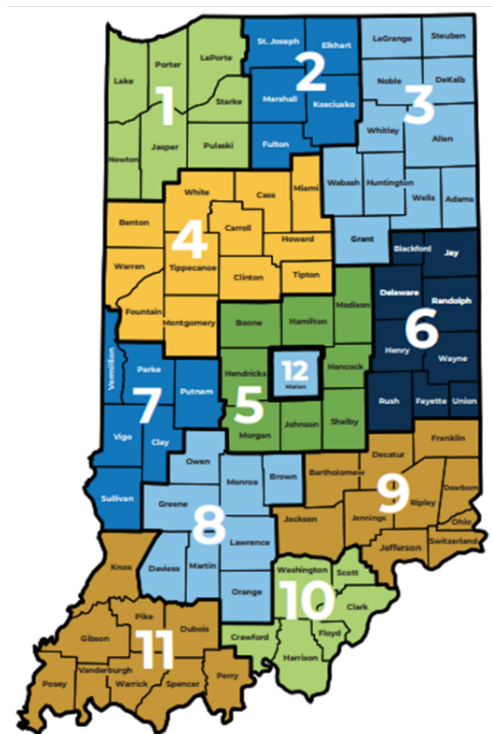 LaGrange
Steuben
St. Joseph
Elkhart
LaPorte
Porter
Lake
2
Noble
DeKalb
3
1
Starke
Marshall
Kosciusko
Whitley
Allen
Newton
Jasper
Pulaski
Fulton
Wabash
Huntington
Wells
Adams
White
Cass
Miami
Benton
Carroll
4
Howard
Grant
Blackford
Jay
Warren
Tippecanoe
Clinton
Tipton
Delaware
Randolph
Madison
Fountain
Montgomery
Boone
Hamilton
6
Henry
Wayne
Vermillion
Parke
Putnam
Hendricks
12
Marion
Hancock
7
5
Rush
Fayette
Union
Vigo
Clay
Morgan
Johnson
Shelby
Franklin
Owen
Decatur
Sullivan
Monroe
Brown
Bartholomew
9
Dearborn
Greene
Ripley
8
Jackson
Jennings
Ohio
Lawrence
Jefferson
Switzerland
Knox
Daviess
Martin
Washington
Scott
Orange
10
Clark
Pike
Gibson
Dubois
Crawford
Floyd
11
Harrison
Posey
Vanderburgh
Warrick
Spencer
Perry